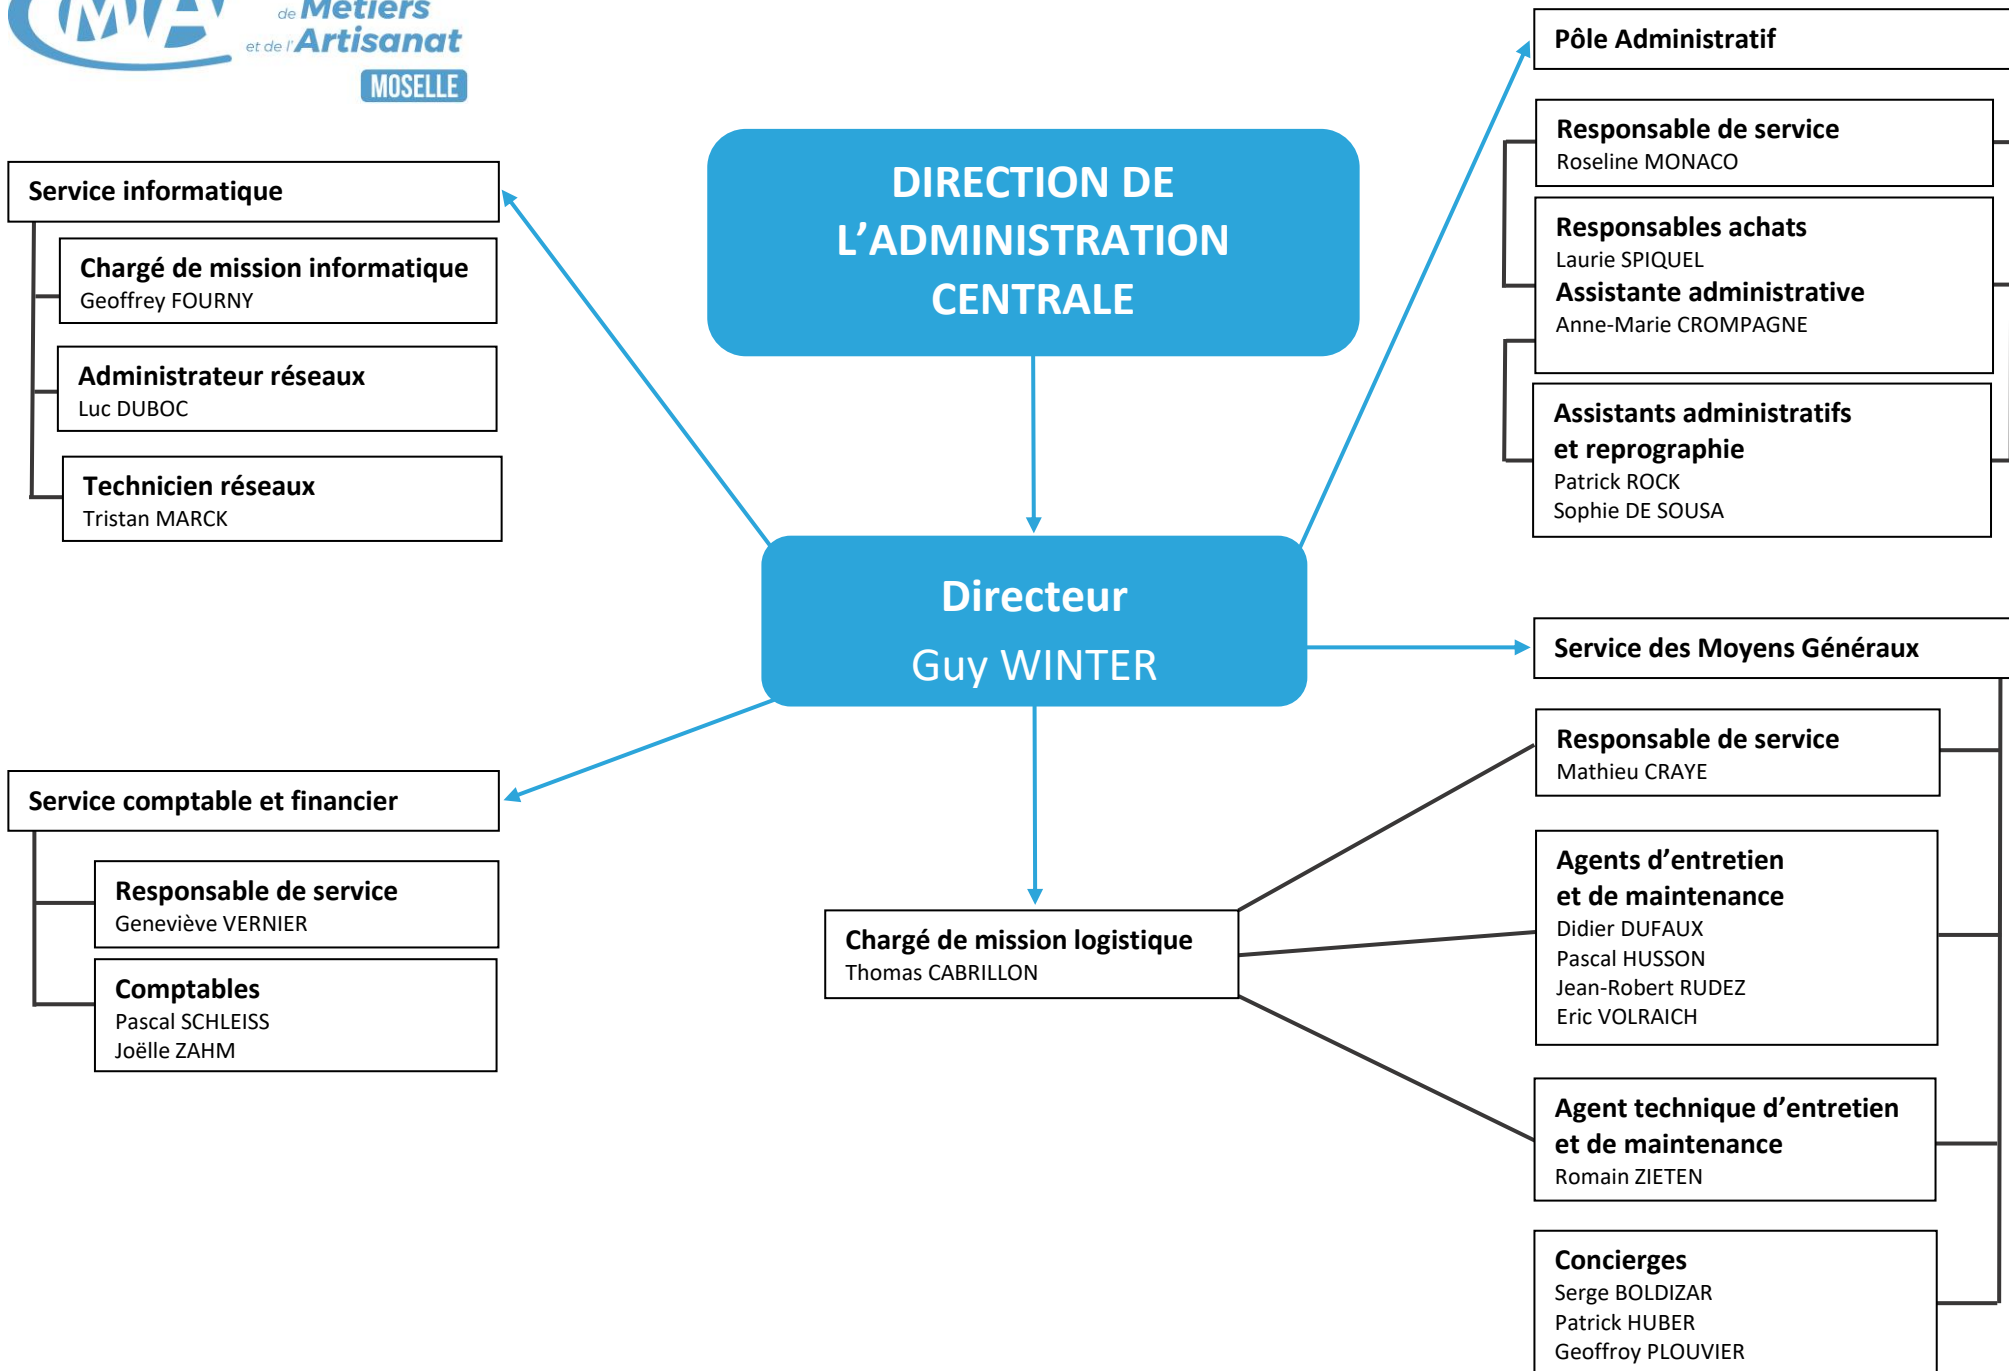 CMA
de Métiers
et de l'Artisanat
MOSELLE
DIRECTION DE
L’ADMINISTRATION
CENTRALE
Directeur
Guy WINTER
Service informatique
Chargé de mission informatique
Geoffrey FOURNY
Administrateur réseaux
Luc DUBOC
Technicien réseaux
Tristan MARCK
Service comptable et financier
Responsable de service
Geneviève VERNIER
Comptables
Pascal SCHLEISS
Joëlle ZAHM
Chargé de mission logistique
Thomas CABRILLON
Pôle Administratif
Responsable de service
Roseline MONACO
Responsables achats
Laurie SPIQUEL
Assistante administrative
Anne-Marie CROMPAGNE
Assistants administratifs
et reprographie
Patrick ROCK
Sophie DE SOUSA
Service des Moyens Généraux
Responsable de service
Mathieu CRAYE
Agents d’entretien
et de maintenance
Didier DUFAUX
Pascal HUSSON
Jean-Robert RUDEZ
Eric VOLRAICH
Agent technique d’entretien
et de maintenance
Romain ZIETEN
Concierges
Serge BOLDIZAR
Patrick HUBER
Geoffroy PLOUVIER